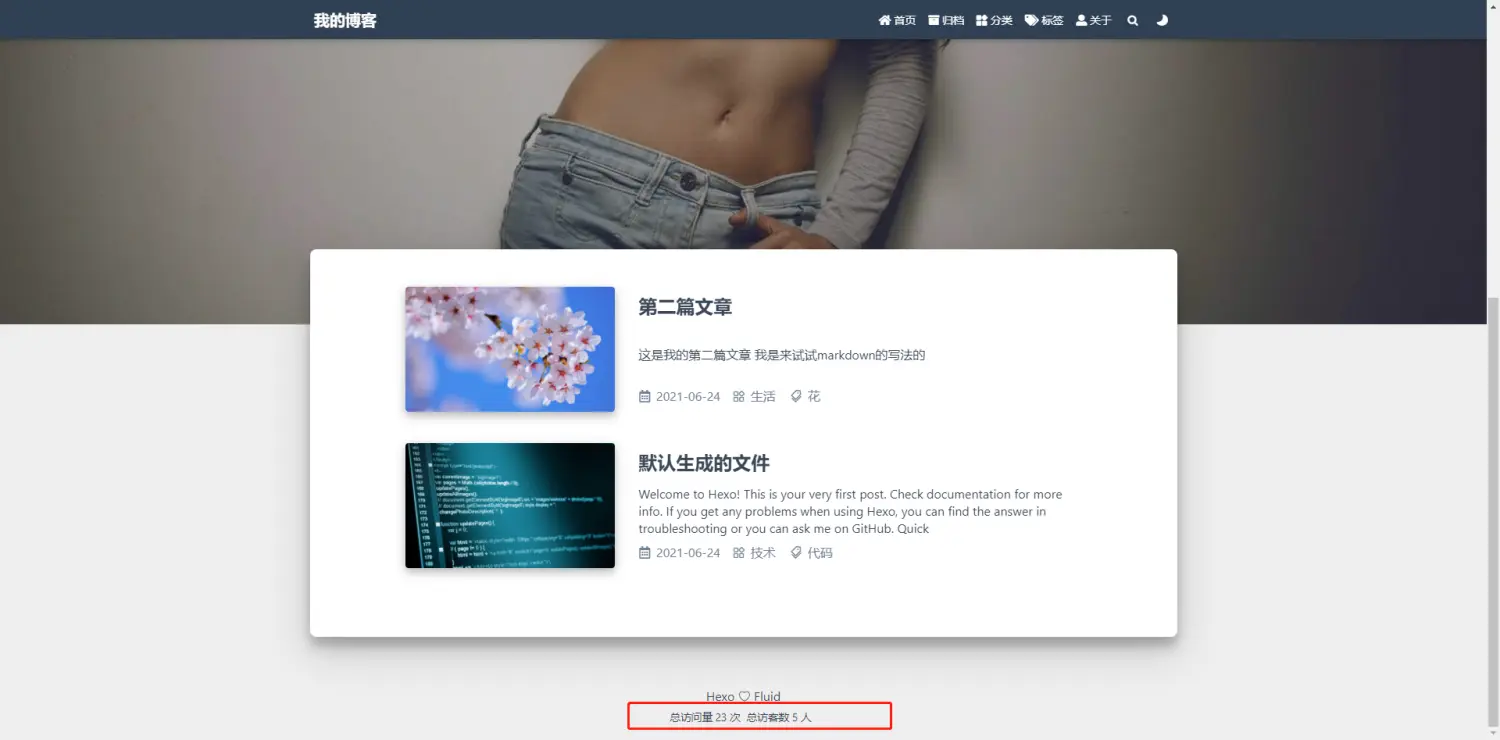 我的博客
首页 归档 分类 标签 关于
第二篇文章
这是我的第二篇文章 我是来试试markdown的写法的
2021-06-24 生活 花
默认生成的文件
Welcome to Hexo! This is your very first post. Check documentation for more
info. If you get any problems when using Hexo, you can find the answer in
troubleshooting or you can ask me on GitHub. Quick
2021-06-24 技术 代码
Hexo ♡ Fluid
总访问量 23 次 总访客数 5 人